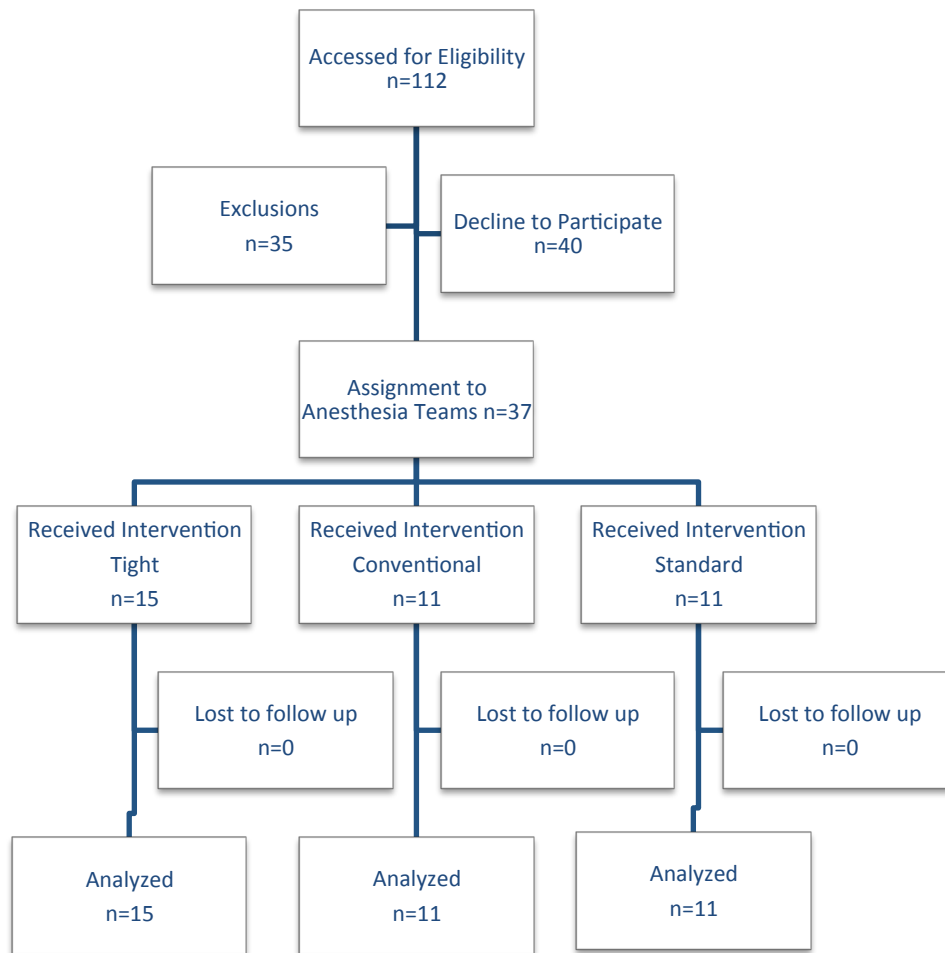 Accessed for Eligibility
n=112
Exclusions
n=35
Decline to Participate
n=40
Assignment to
Anesthesia Teams n=37
Received Intervention
Tight
n=15
Received Intervention
Conventional
n=11
Received Intervention
Standard
n=11
Lost to follow up
n=0
Lost to follow up
n=0
Lost to follow up
n=0
Analyzed
n=15
Analyzed
n=11
Analyzed
n=11